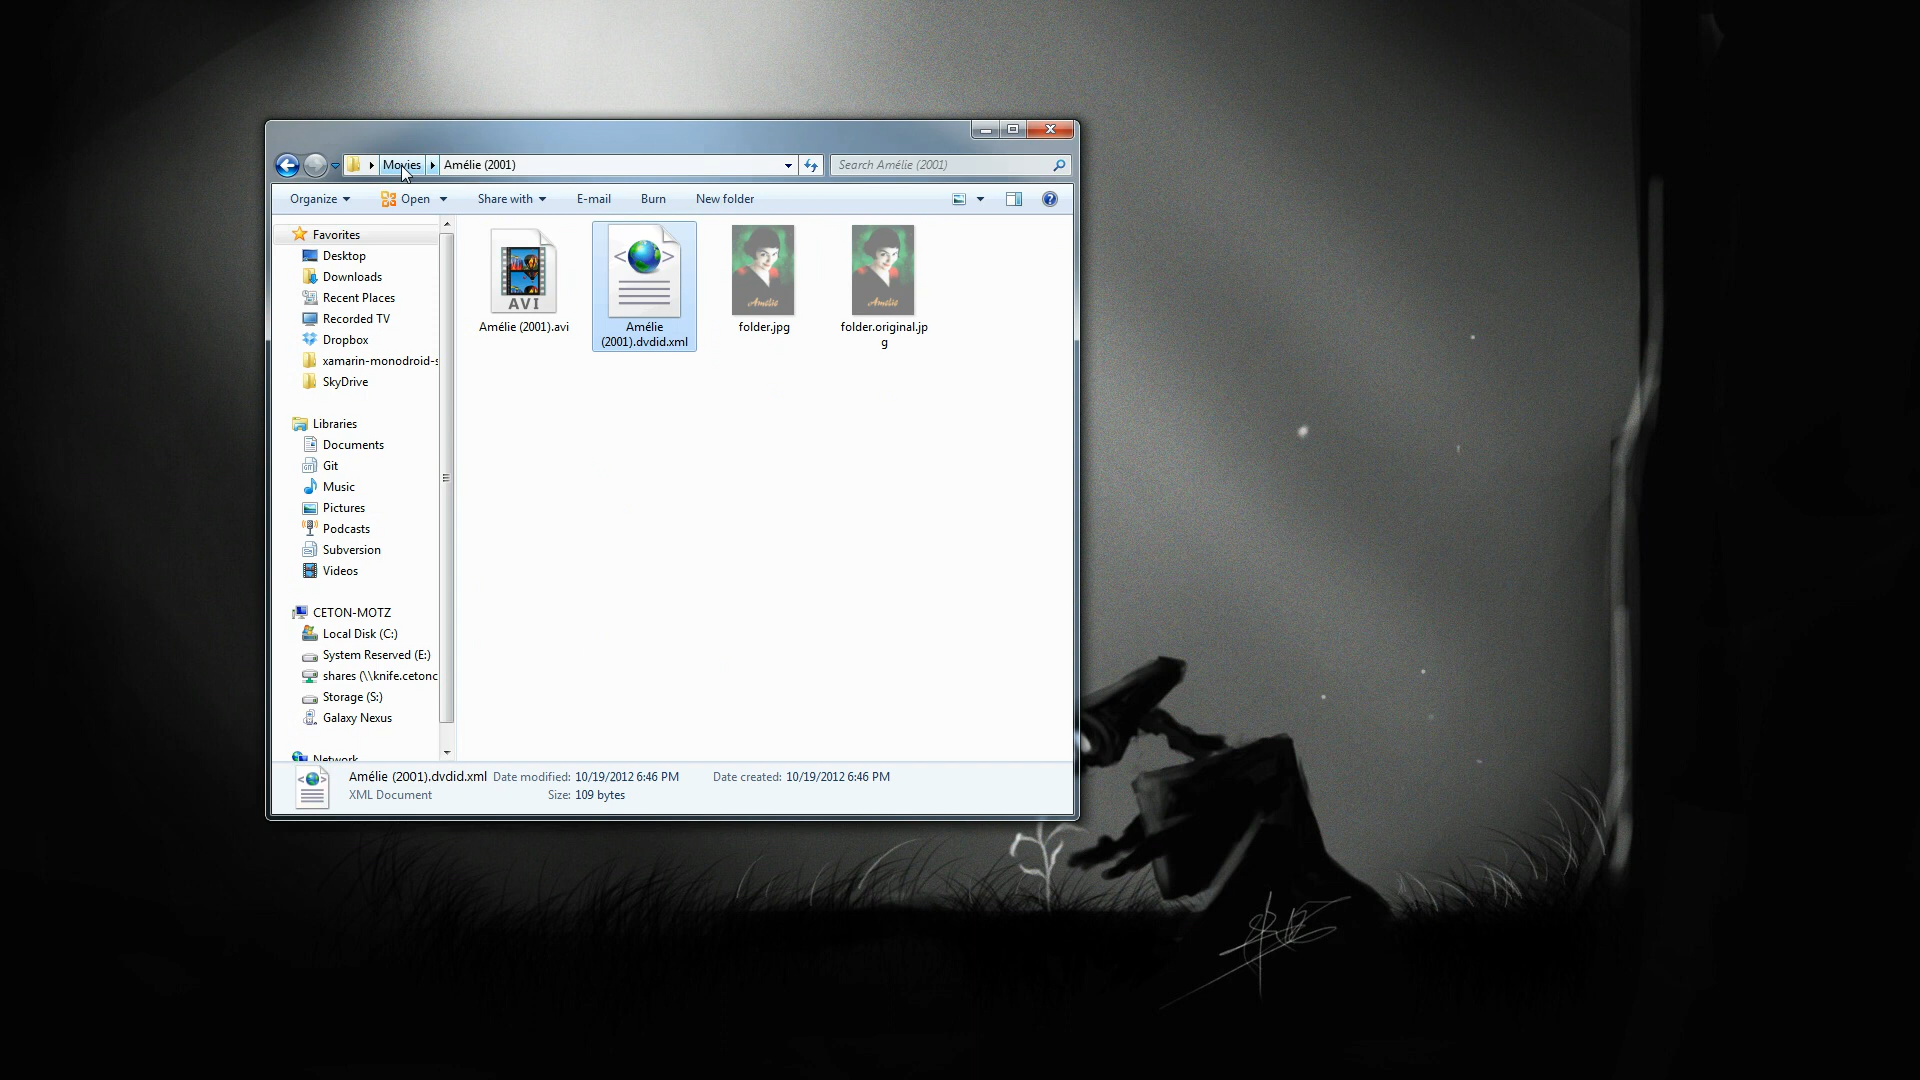 Movies
Amélie (2001)
Search Amélie (2001)
Organize
Open
Share with
E-mail
Burn
New folder
Favorites
Desktop
Downloads
Recent Places
Recorded TV
Dropbox
xamarin-monodroid-s
SkyDrive
Libraries
Documents
Git
Music
Pictures
Podcasts
Subversion
Videos
CETON-MOTZ
Local Disk (C:)
System Reserved (E:)
shares (\\knife.cetonc
Storage (S:)
Galaxy Nexus
Network
AVI
Amélie (2001).avi
Amélie
(2001).dvdid.xml
Amélie
folder.jpg
Amélie
folder.original.jp
g
Amélie (2001).dvdid.xml Date modified: 10/19/2012 6:46 PM Date created: 10/19/2012 6:46 PM
XML Document Size: 109 bytes